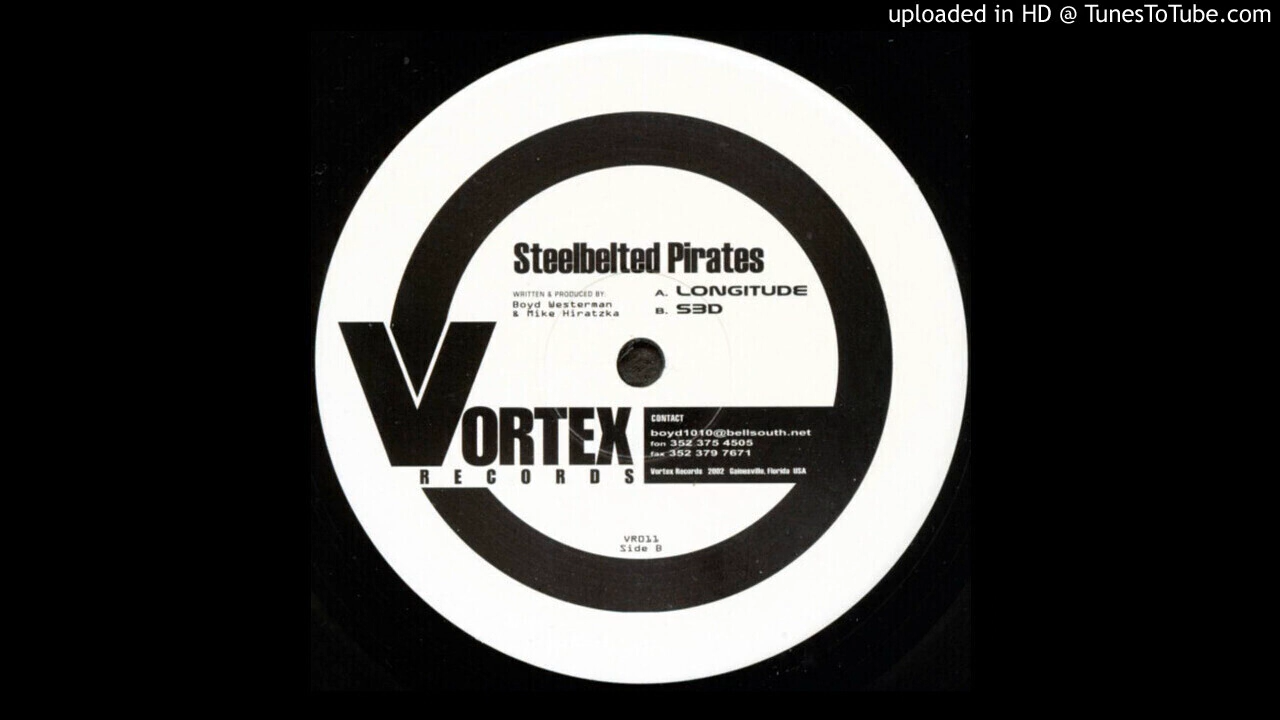 uploaded in HD @ TunesToTube.com
Steelbelted Pirates
WRITTEN & PRODUCED BY:
Boyd Westerman
& Mike Hiratzka
A. LONGITUDE
B. S3D
VORTEX
RECORDS
CONTACT
boyd1010@bellsouth.net
fon 352 375 4505
fax 352 379 7671
Vortex Records 2002 Gainesville, Florida USA
VR011
Side B